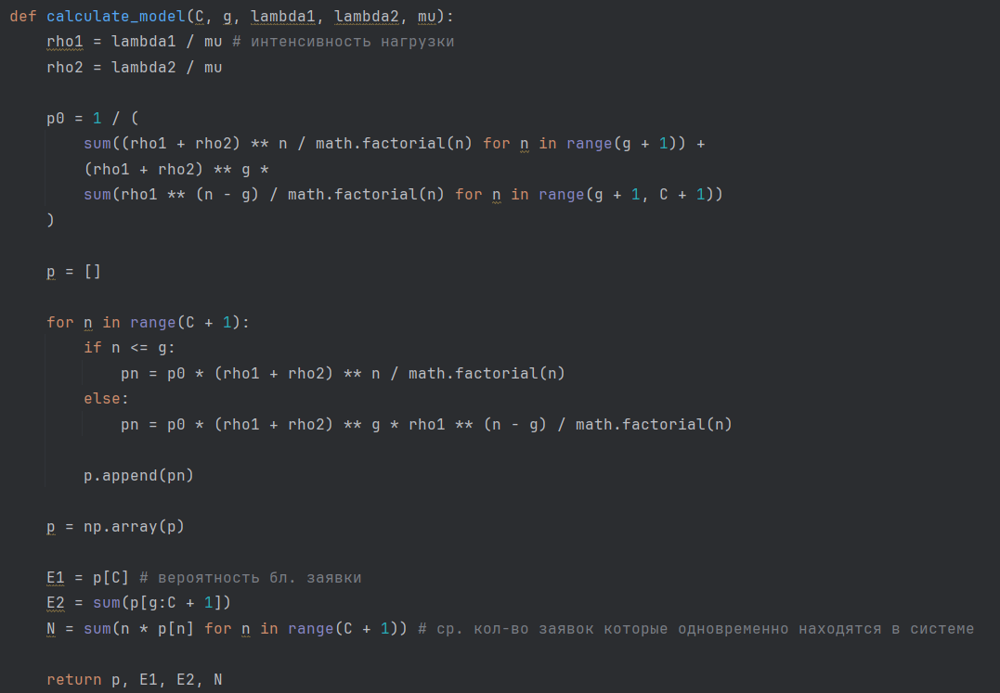 def calculate_model(C, g, lambda1, lambda2, mu):
    rho1 = lambda1 / mu # интенсивность нагрузки
    rho2 = lambda2 / mu

    p0 = 1 / (
        sum((rho1 + rho2) ** n / math.factorial(n) for n in range(g + 1)) +
        (rho1 + rho2) ** g *
        sum(rho1 ** (n - g) / math.factorial(n) for n in range(g + 1, C + 1))
    )

    p = []

    for n in range(C + 1):
        if n <= g:
            pn = p0 * (rho1 + rho2) ** n / math.factorial(n)
        else:
            pn = p0 * (rho1 + rho2) ** g * rho1 ** (n - g) / math.factorial(n)

        p.append(pn)

    p = np.array(p)

    E1 = p[C] # вероятность бл. заявки
    E2 = sum(p[g:C + 1])
    N = sum(n * p[n] for n in range(C + 1)) # ср. кол-во заявок которые одновременно находятся в системе

    return p, E1, E2, N